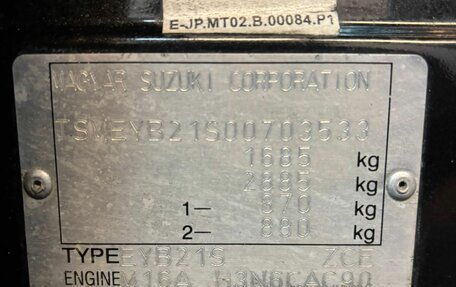 E-JP.MT02.B.00084.P1
MAGYAR SUZUKI CORPORATION
TSMEYB21S00703533
1685 kg
2885 kg
1— 870 kg
2— 880 kg
TYPE EYB21S ZCE
ENGINE M16A